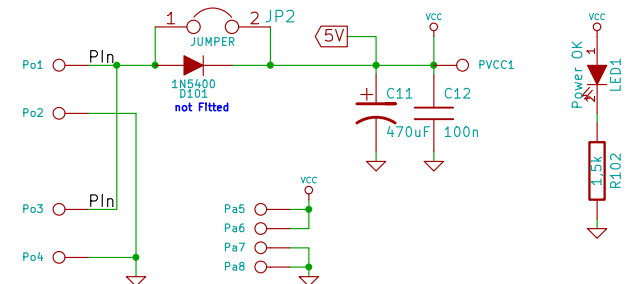 1
2
JP2
JUMPER
5V
VCC
VCC
Po1
PIn
1N5400
D101
not FItted
PVCC1
C11
470uF
C12
100n
Power OK
1
2
LED1
Po2
1,5k
R102
Po3
PIn
VCC
Pa5
Pa6
Pa7
Pa8
Po4